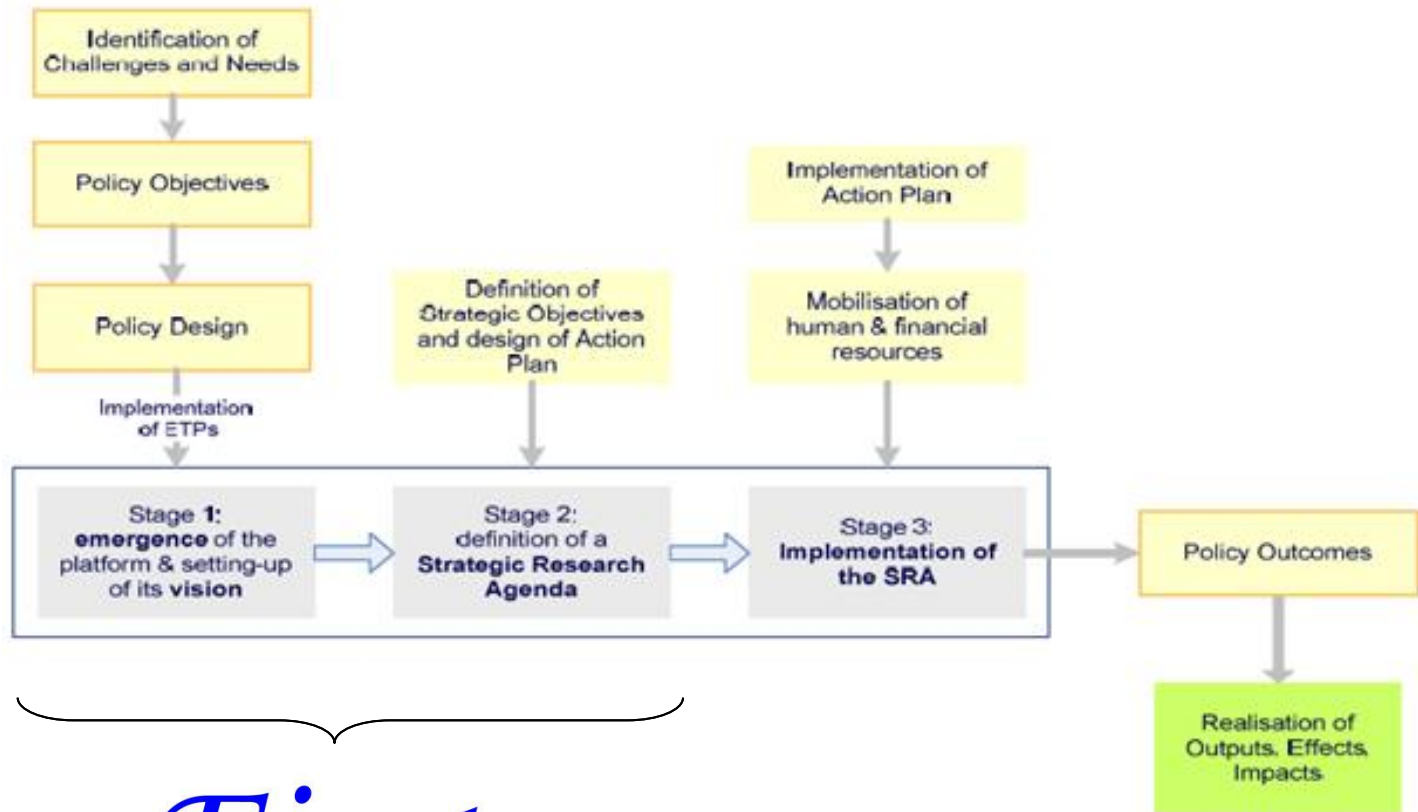 Identification of
Challenges and Needs
Policy Objectives
Policy Design
Implementation
of ETPs
Definition of
Strategic Objectives
and design of Action
Plan
Implementation of
Action Plan
Mobilisation of
human & financial
resources
Stage 1:
emergence of the
platform & setting-up
of its vision
Stage 2:
definition of a
Strategic Research
Agenda
Stage 3:
Implementation of
the SRA
Policy Outcomes
Realisation of
Outputs, Effects,
Impacts